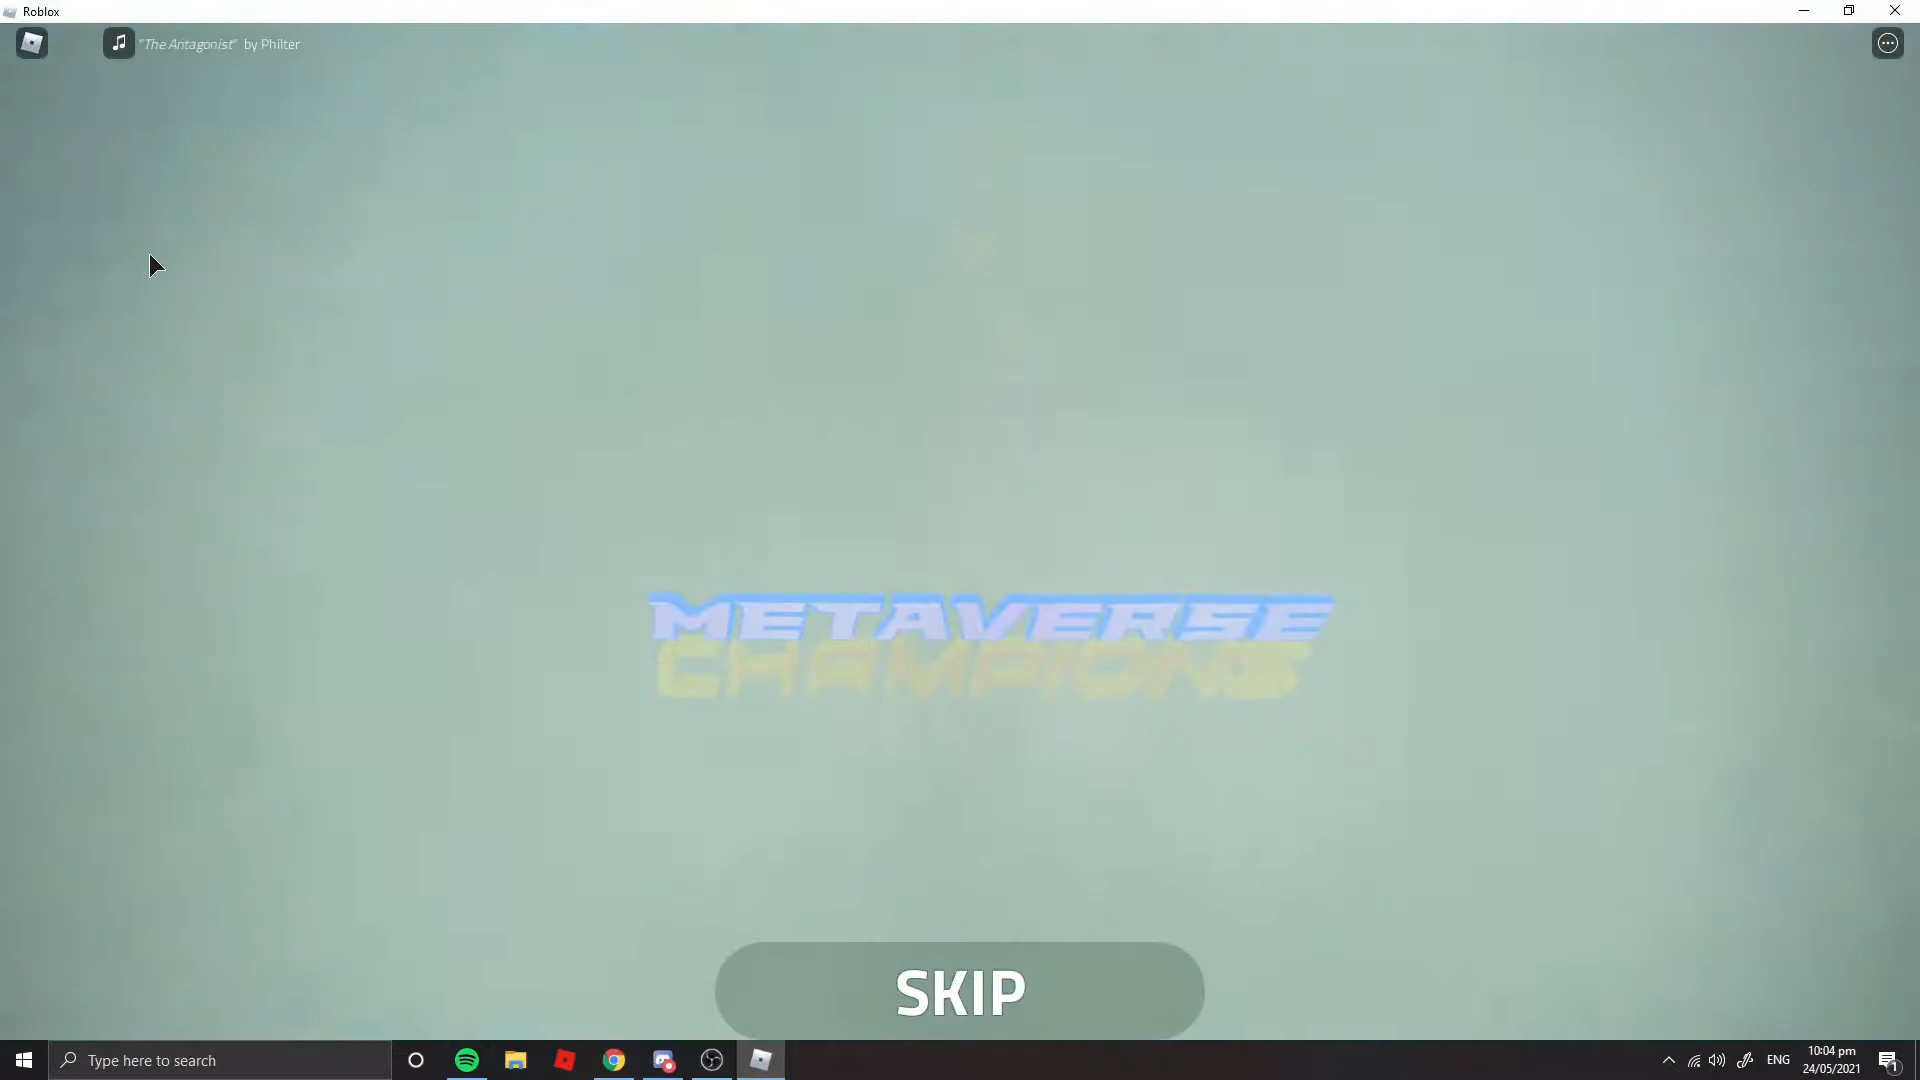 Roblox
"The Antagonist" by Philter
METAVERSE
CHAMPIONS
SKIP
Type here to search
ENG
10:04 pm
24/05/2021
1